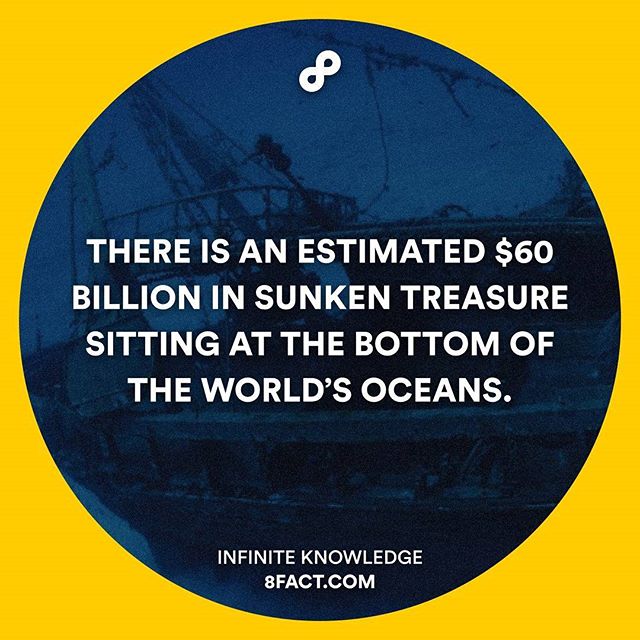 THERE IS AN ESTIMATED $60
BILLION IN SUNKEN TREASURE
SITTING AT THE BOTTOM OF
THE WORLD'S OCEANS.
INFINITE KNOWLEDGE
8FACT.COM